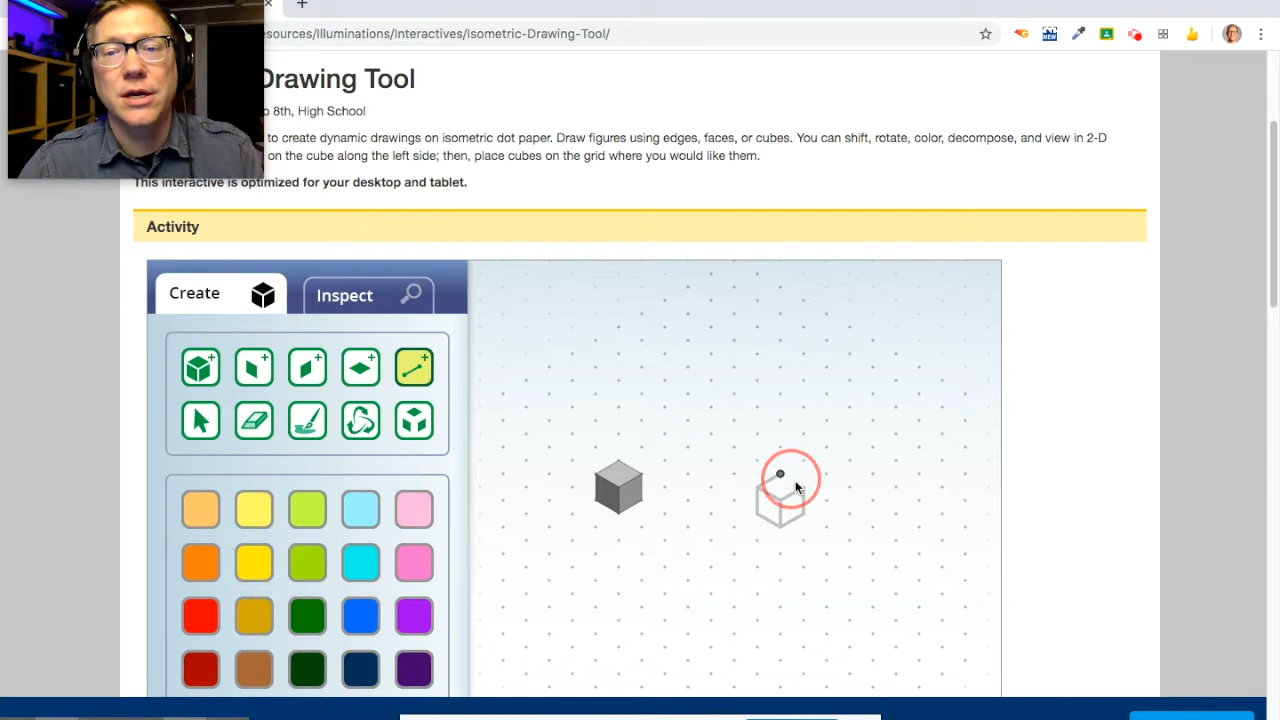 esources/Illuminations/Interactives/Isometric-Drawing-Tool/
NEW
Drawing Tool
o 8th, High School
to create dynamic drawings on isometric dot paper. Draw figures using edges, faces, or cubes. You can shift, rotate, color, decompose, and view in 2-D
on the cube along the left side; then, place cubes on the grid where you would like them.
This interactive is optimized for your desktop and tablet.
Activity
Create
Inspect